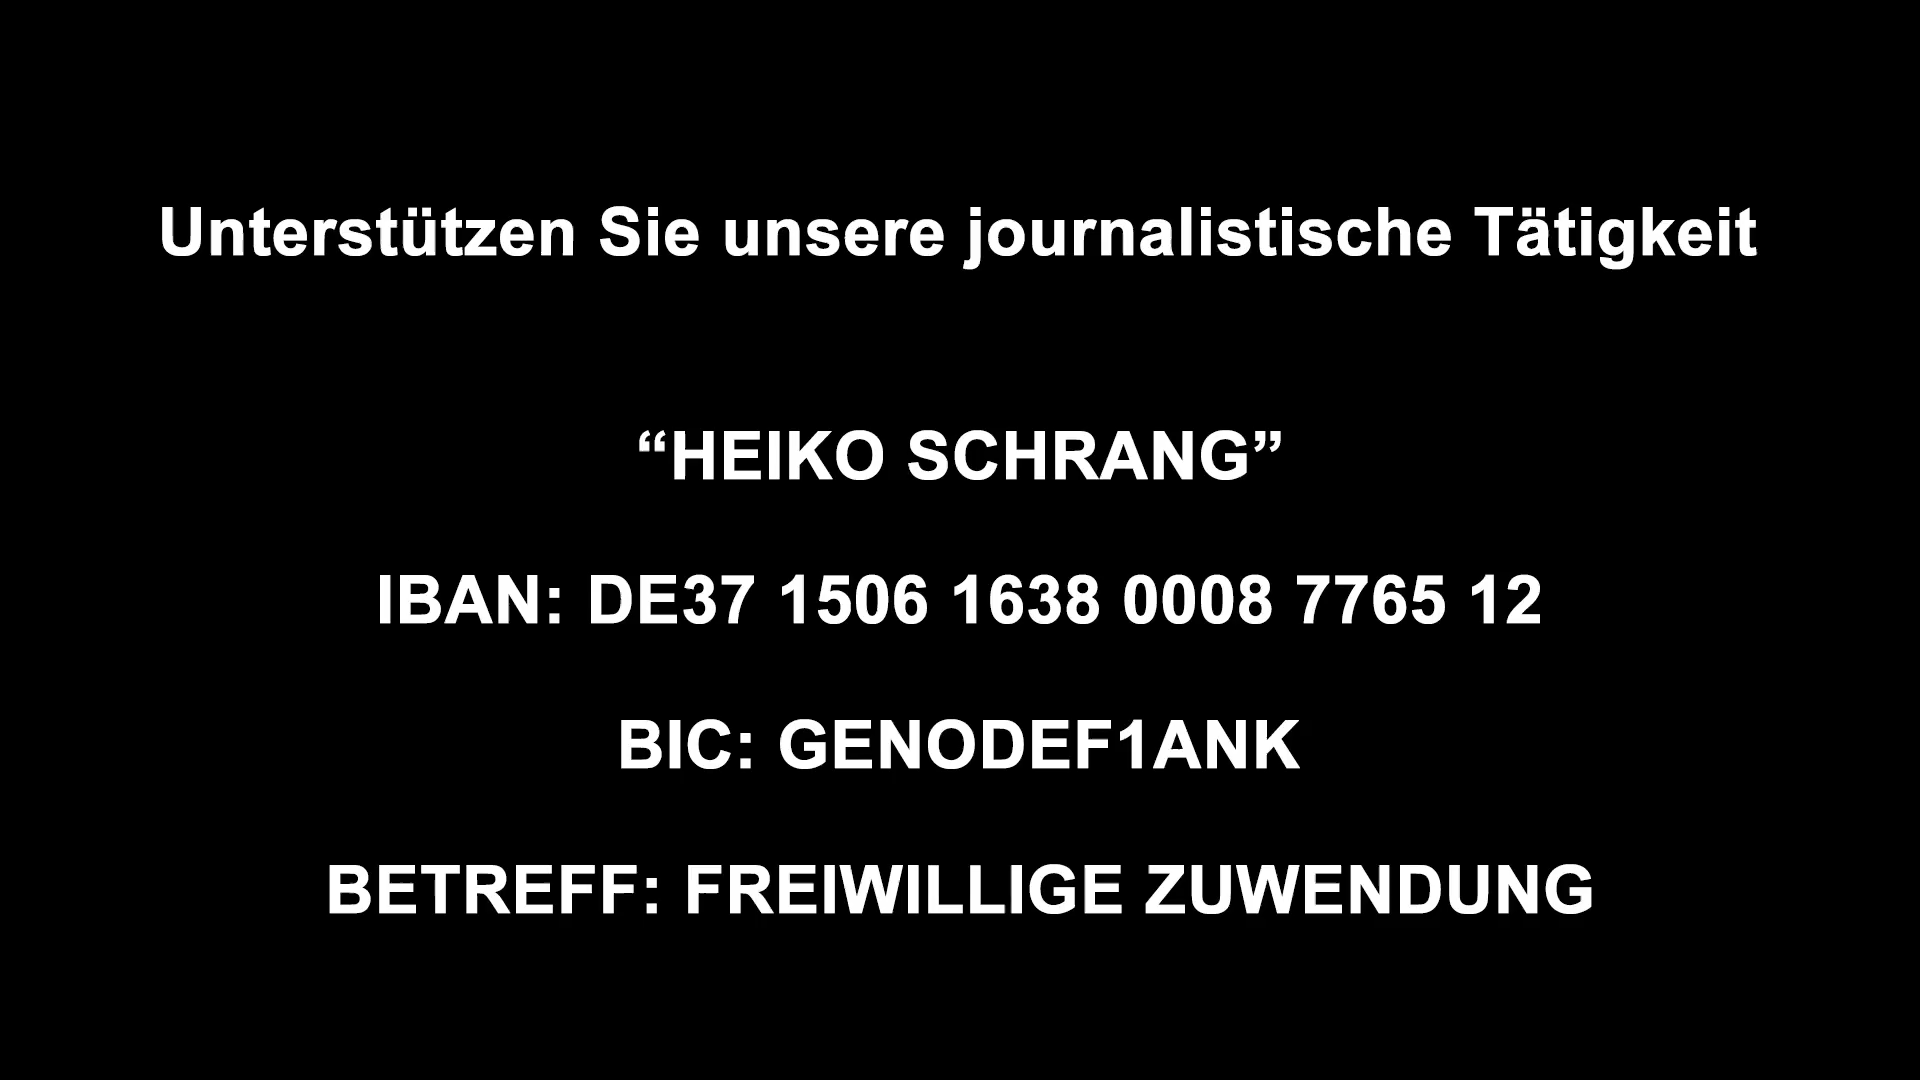 Unterstützen Sie unsere journalistische Tätigkeit
“HEIKO SCHRANG”
IBAN: DE37 1506 1638 0008 7765 12
BIC: GENODEF1ANK
BETREFF: FREIWILLIGE ZUWENDUNG